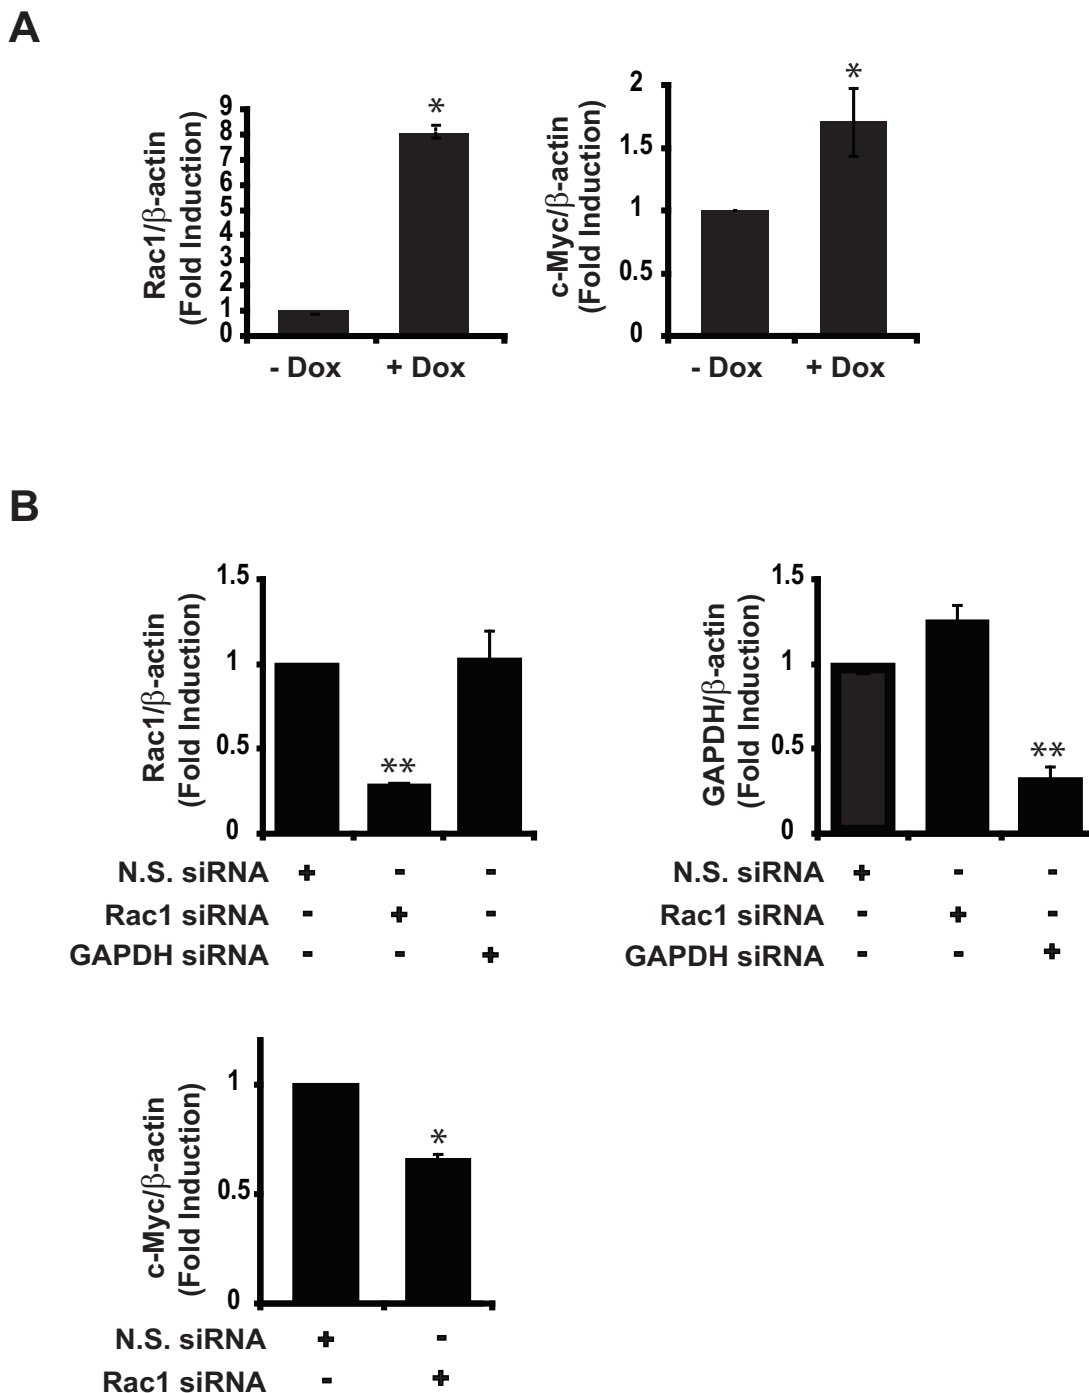 A
Rac1/β-actin
(Fold Induction)
9
8
7
6
5
4
3
2
1
0
*
- Dox + Dox
c-Myc/β-actin
(Fold Induction)
2
1.5
1
0.5
0
*
- Dox + Dox
B
Rac1/β-actin
(Fold Induction)
1.5
1
0.5
0
**
N.S. siRNA + - -
Rac1 siRNA - + -
GAPDH siRNA - - +
GAPDH/β-actin
(Fold Induction)
1.5
1
0.5
0
**
N.S. siRNA + - -
Rac1 siRNA - + -
GAPDH siRNA - - +
c-Myc/β-actin
(Fold Induction)
1
0.5
0
*
N.S. siRNA + -
Rac1 siRNA - +